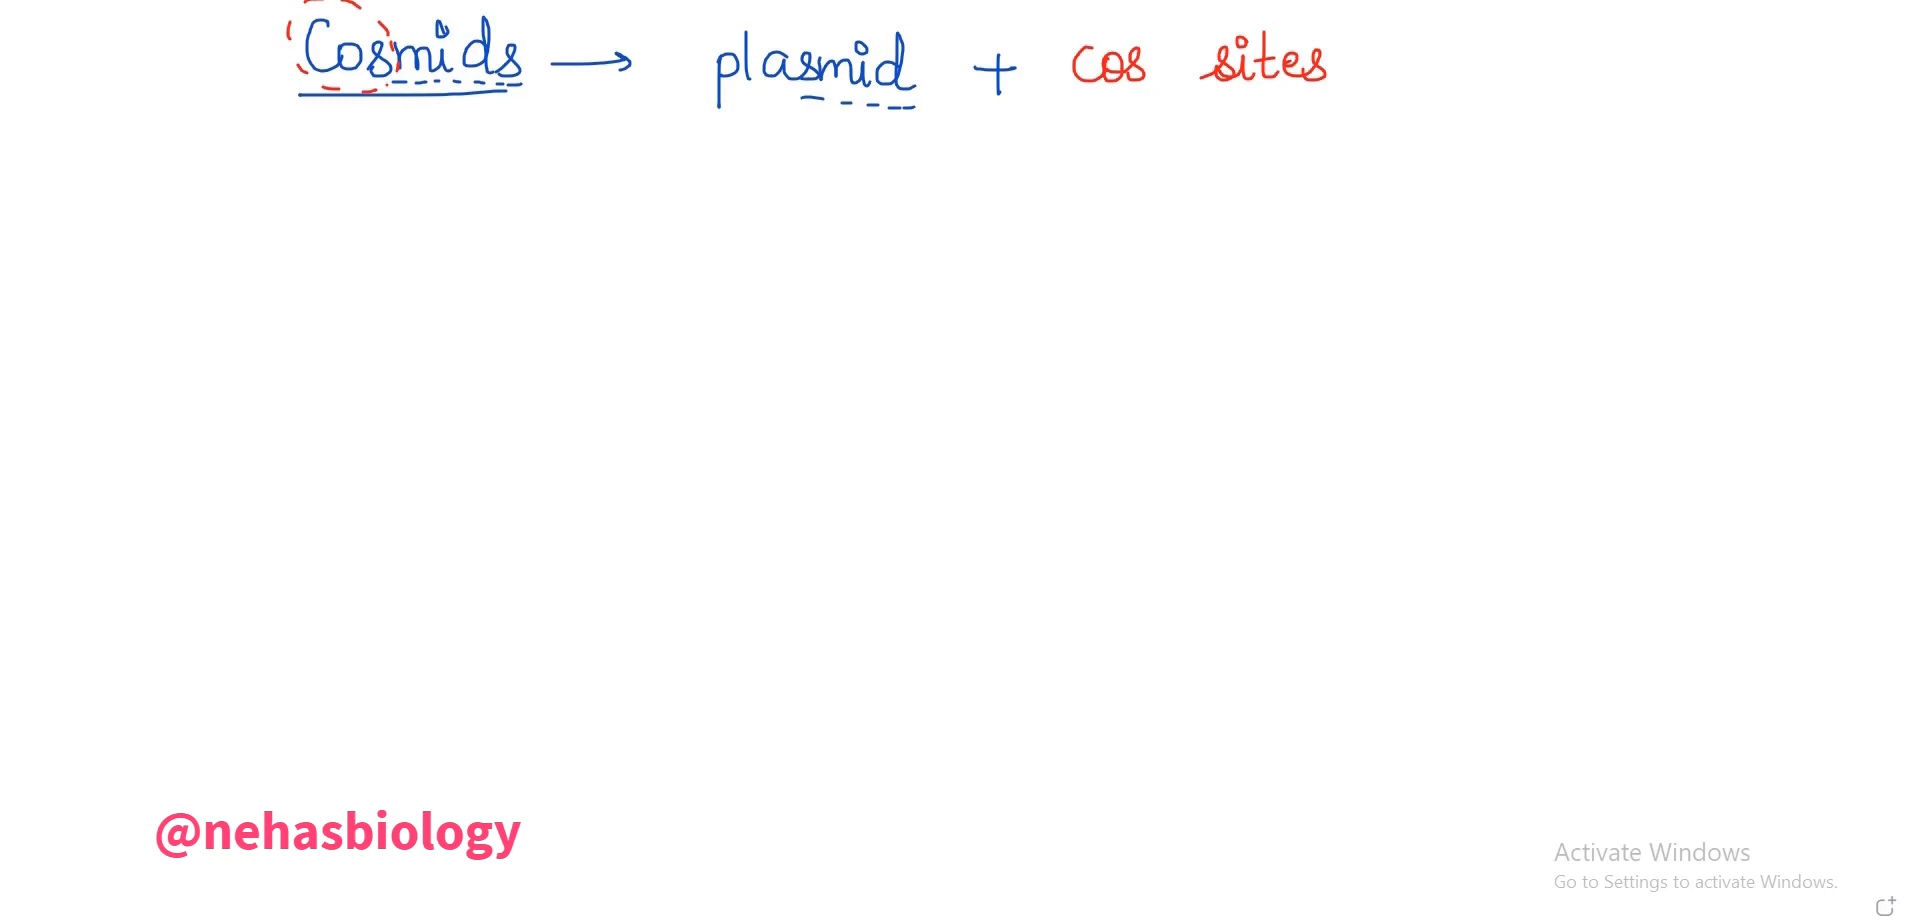 Cosmids → plasmid + cos sites
@nehasbiology
Activate Windows
Go to Settings to activate Windows.